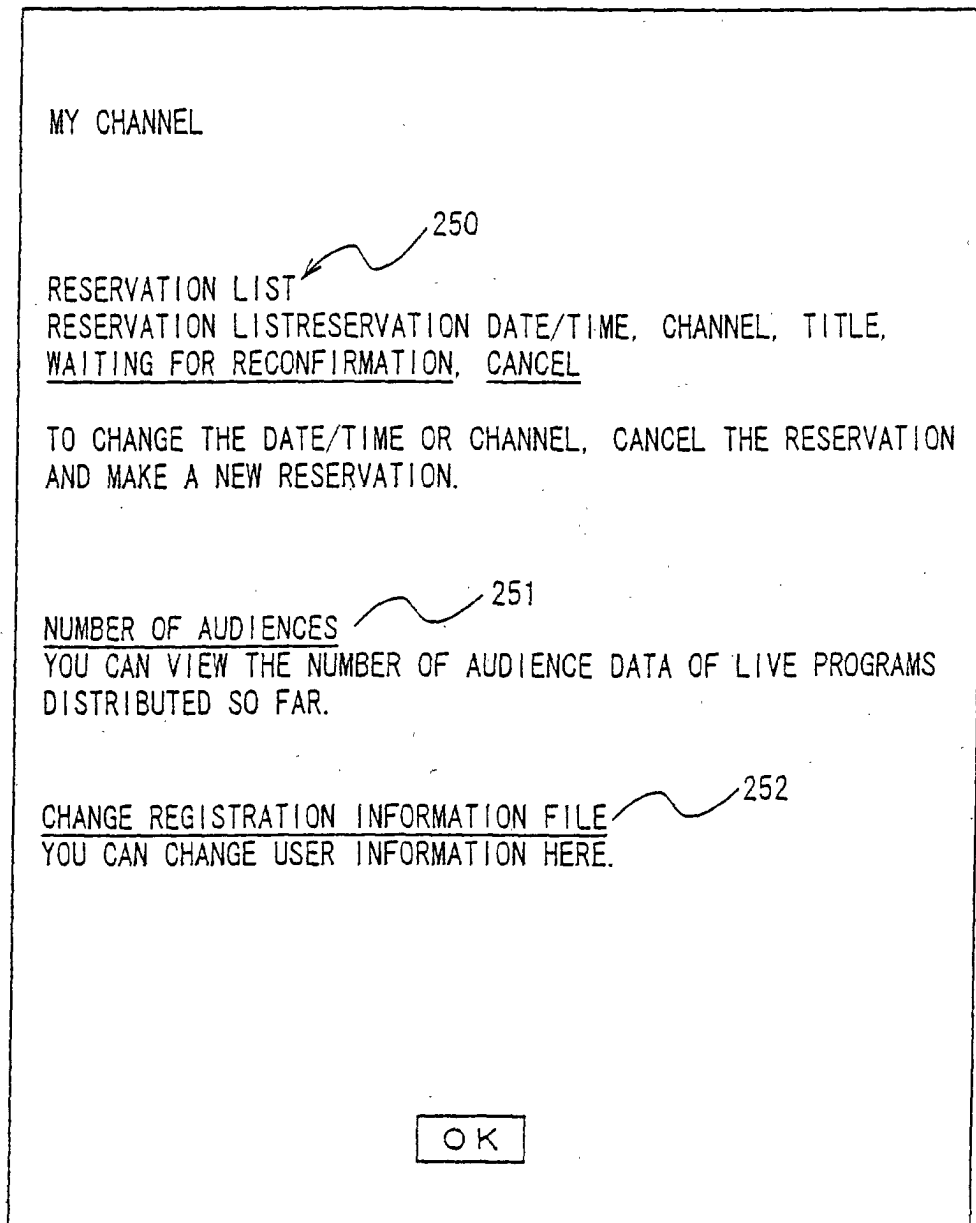 MY CHANNEL
250
RESERVATION LIST
RESERVATION LISTRESERVATION DATE/TIME, CHANNEL, TITLE,
WAITING FOR RECONFIRMATION, CANCEL
TO CHANGE THE DATE/TIME OR CHANNEL, CANCEL THE RESERVATION
AND MAKE A NEW RESERVATION.
251
NUMBER OF AUDIENCES
YOU CAN VIEW THE NUMBER OF AUDIENCE DATA OF LIVE PROGRAMS
DISTRIBUTED SO FAR.
252
CHANGE REGISTRATION INFORMATION FILE
YOU CAN CHANGE USER INFORMATION HERE.
OK